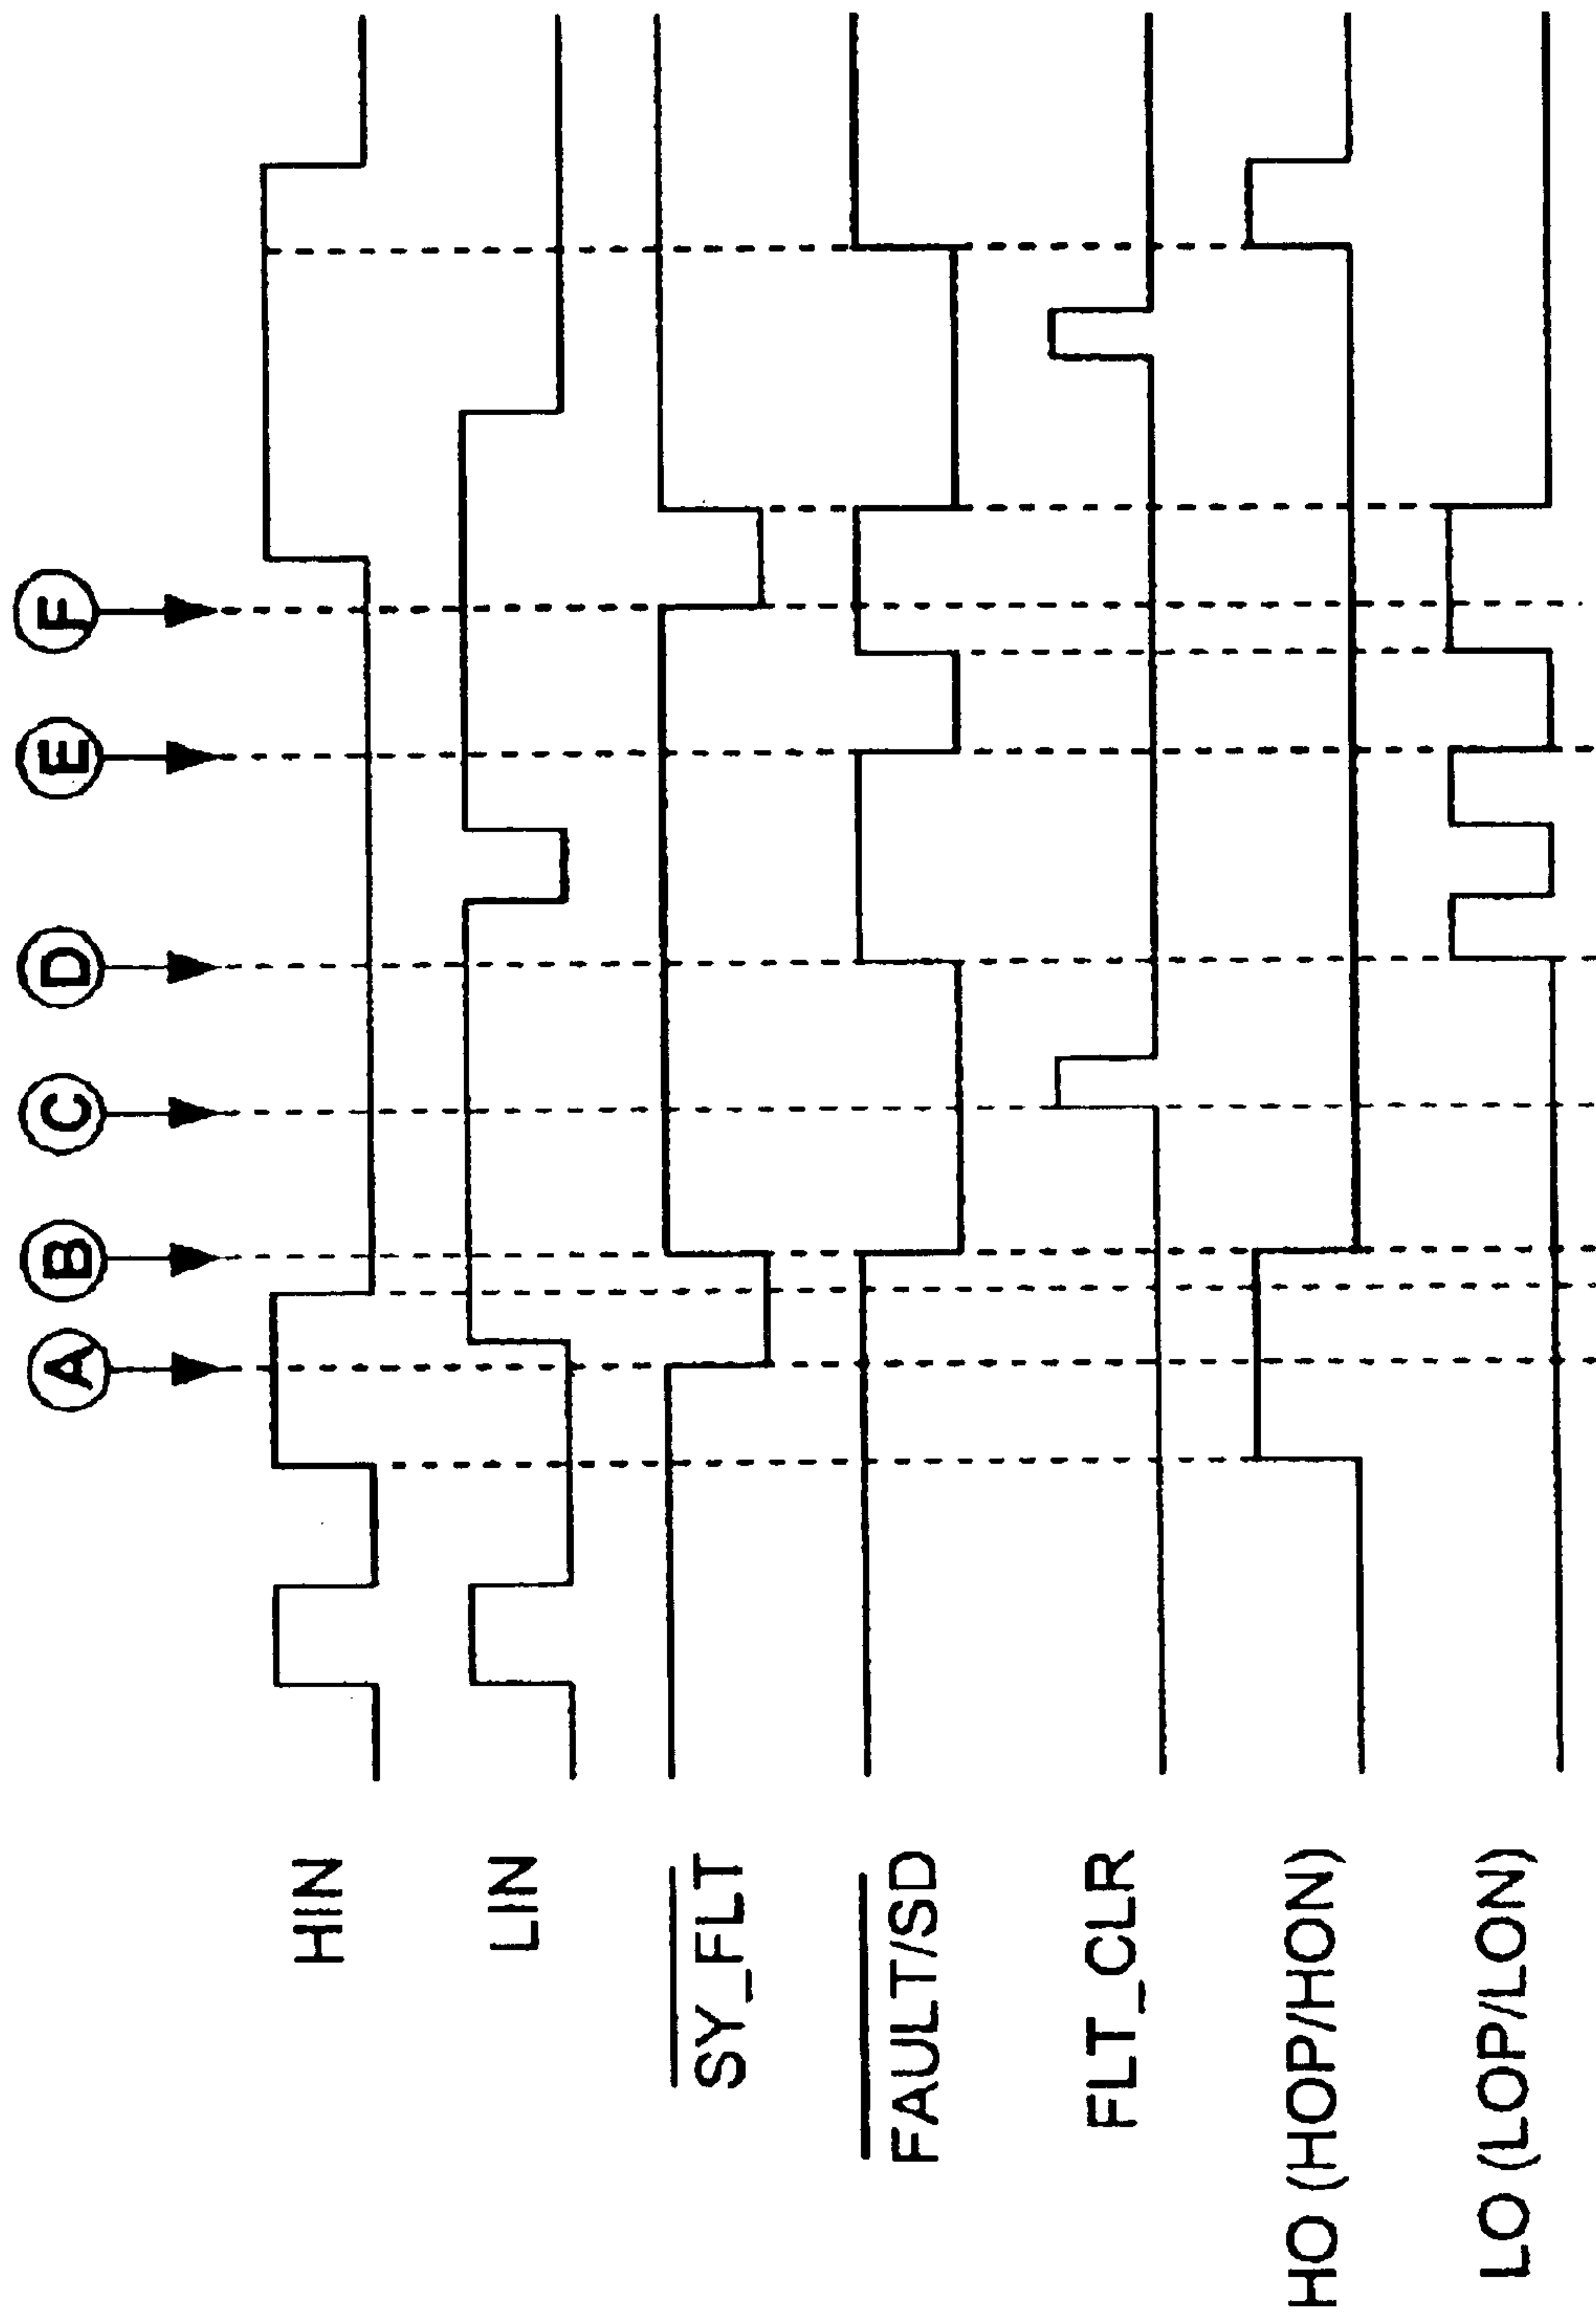 A B C D E F
HIN
LIN
SY_FLT
FAULT/SD
FLT_CLR
HO (HOP/HON)
LO (LOP/LON)